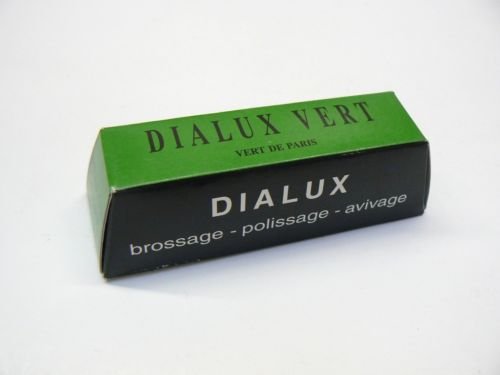 DIALUX VERT
VERT DE PARIS
DIALUX
brossage - polissage - avivage